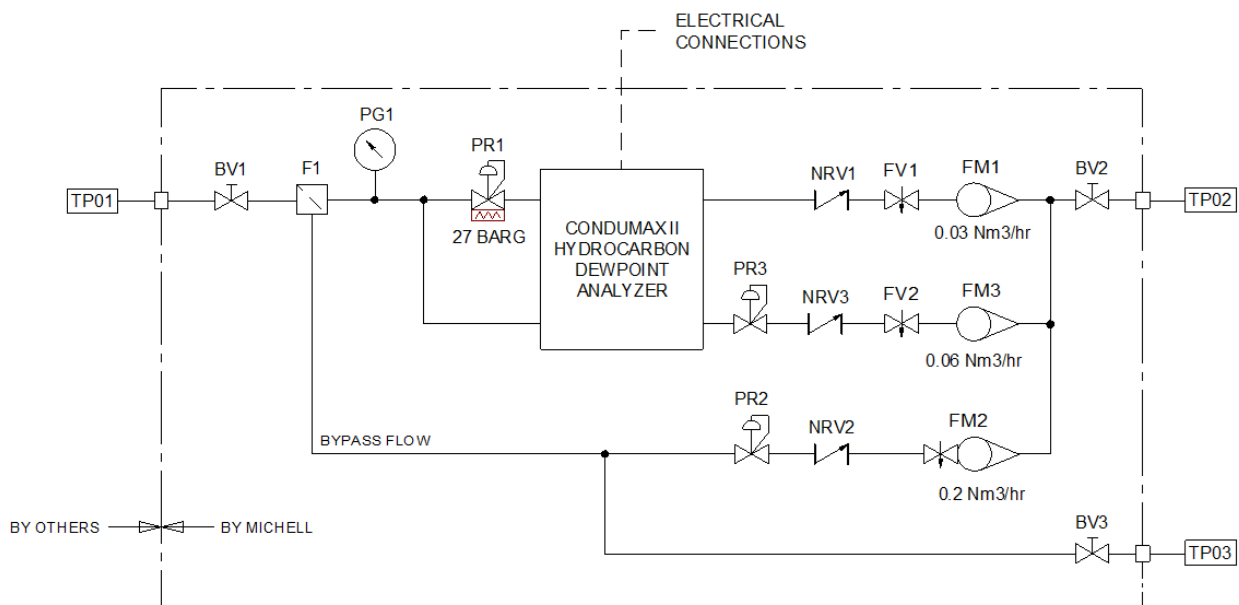 ELECTRICAL
CONNECTIONS
PG1
BV1
F1
PR1
NRV1
FV1
FM1
BV2
TP01
TP02
27 BARG
0.03 Nm3/hr
CONDUMAX II
HYDROCARBON
DEWPOINT
ANALYZER
PR3
NRV3
FV2
FM3
0.06 Nm3/hr
PR2
NRV2
FM2
BYPASS FLOW
0.2 Nm3/hr
BY OTHERS
BY MICHELL
BV3
TP03